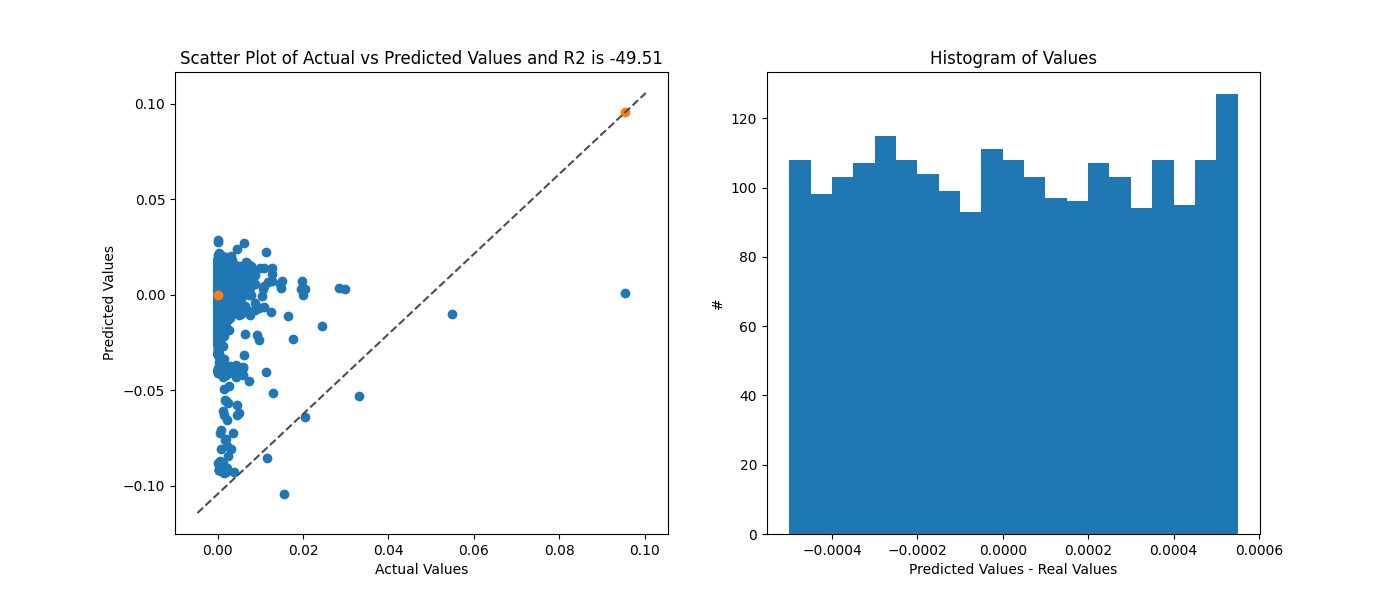 Scatter Plot of Actual vs Predicted Values and R2 is -49.51
0.10
0.05
0.00
−0.05
−0.10
Predicted Values
0.00 0.02 0.04 0.06 0.08 0.10
Actual Values
Histogram of Values
120
100
80
60
40
20
0
#
−0.0004 −0.0002 0.0000 0.0002 0.0004 0.0006
Predicted Values - Real Values